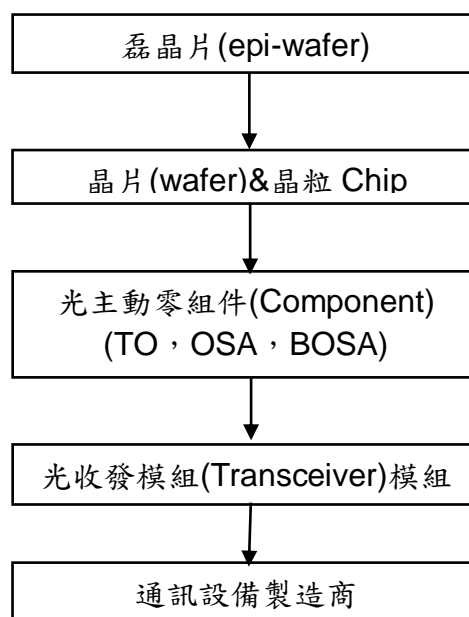 磊晶片(epi-wafer)
晶片(wafer)&晶粒 Chip
光主動零組件(Component)
(TO，OSA，BOSA)
光收發模組(Transceiver)模組
通訊設備製造商